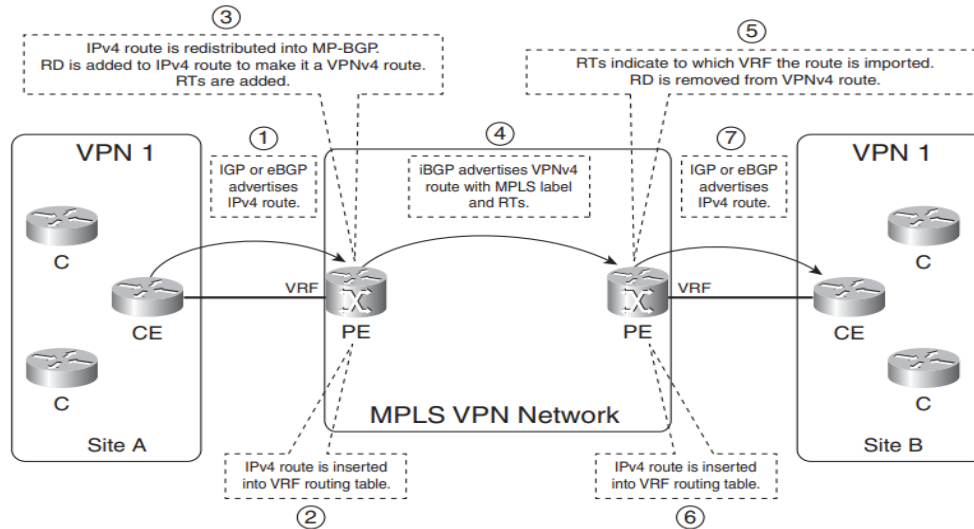 ③
IPv4 route is redistributed into MP-BGP.
RD is added to IPv4 route to make it a VPNv4 route.
RTs are added.
⑤
RTs indicate to which VRF the route is imported.
RD is removed from VPNv4 route.
VPN 1
①
IGP or eBGP
advertises
IPv4 route.
④
iBGP advertises VPNv4
route with MPLS label
and RTs.
⑦
IGP or eBGP
advertises
IPv4 route.
VPN 1
C
CE
C
Site A
VRF
PE
MPLS VPN Network
PE
VRF
C
CE
C
Site B
IPv4 route is inserted
into VRF routing table.
②
IPv4 route is inserted
into VRF routing table.
⑥